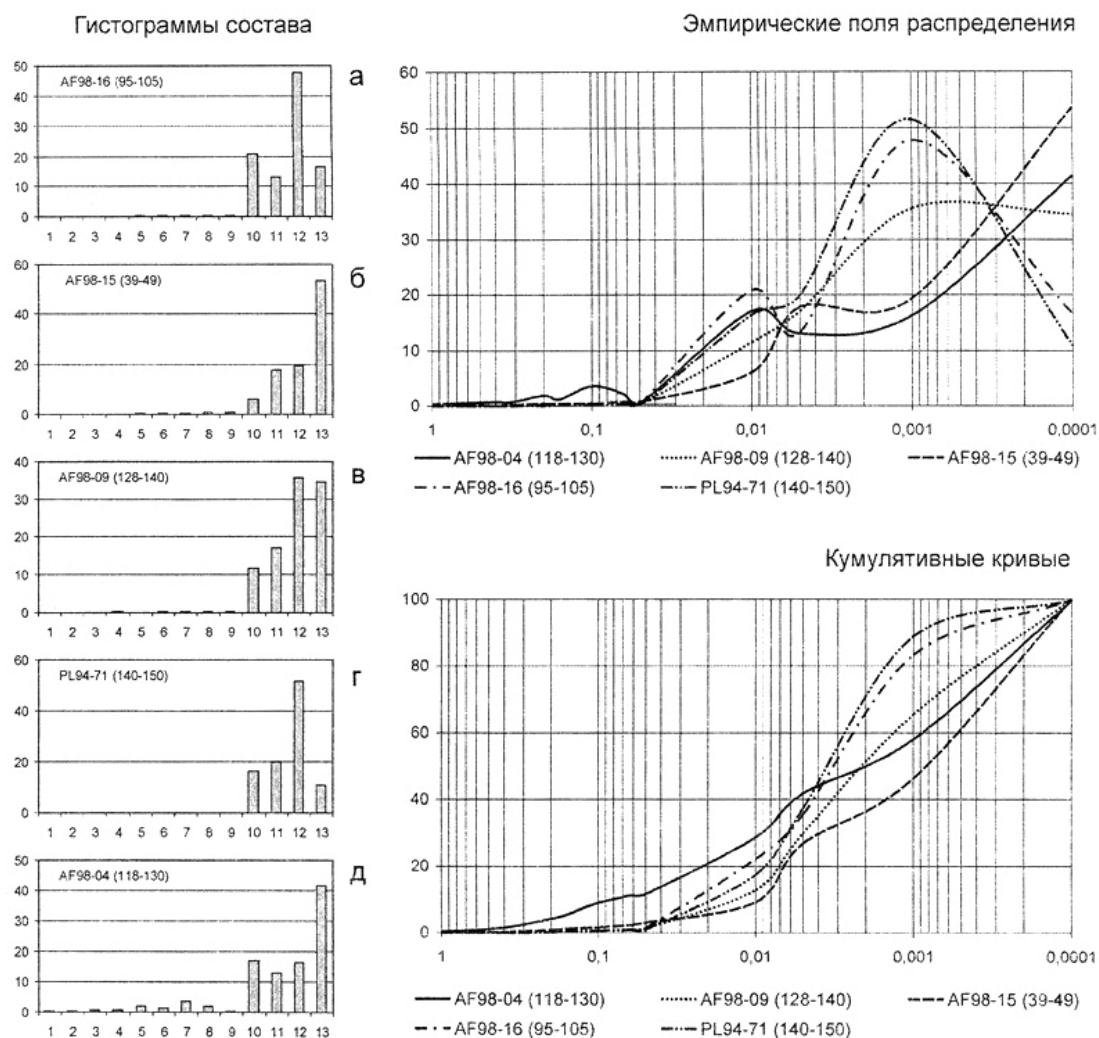 Гистограммы состава
50
40
30
20
10
0
AF98-16 (95-105)
1 2 3 4 5 6 7 8 9 10 11 12 13
а
60
40
20
0
AF98-15 (39-49)
1 2 3 4 5 6 7 8 9 10 11 12 13
б
40
30
20
10
0
AF98-09 (128-140)
1 2 3 4 5 6 7 8 9 10 11 12 13
в
60
40
20
0
PL94-71 (140-150)
1 2 3 4 5 6 7 8 9 10 11 12 13
г
50
40
30
20
10
0
AF98-04 (118-130)
1 2 3 4 5 6 7 8 9 10 11 12 13
д
Эмпирические поля распределения
60
50
40
30
20
10
0
1 0,1 0,01 0,001 0,0001
AF98-04 (118-130) AF98-09 (128-140) AF98-15 (39-49)
AF98-16 (95-105) PL94-71 (140-150)
Кумулятивные кривые
100
80
60
40
20
0
1 0,1 0,01 0,001 0,0001
AF98-04 (118-130) AF98-09 (128-140) AF98-15 (39-49)
AF98-16 (95-105) PL94-71 (140-150)